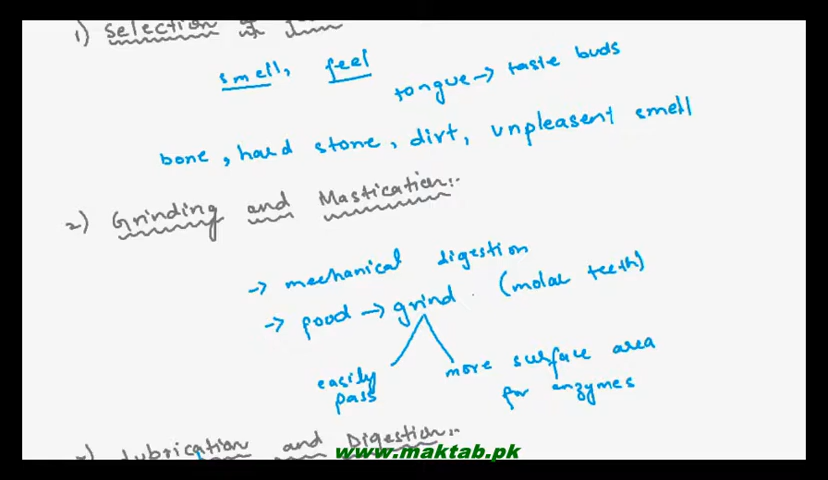 1) Selection of
smell, feel
tongue → taste buds
bone, hard stone, dirt, unpleasent smell
2) Grinding and Mastication:-
→ mechanical digestion
→ food → grind (molar teeth)
easily pass
more surface area for enzymes
Lubrication and Digestion:-
www.maktab.pk